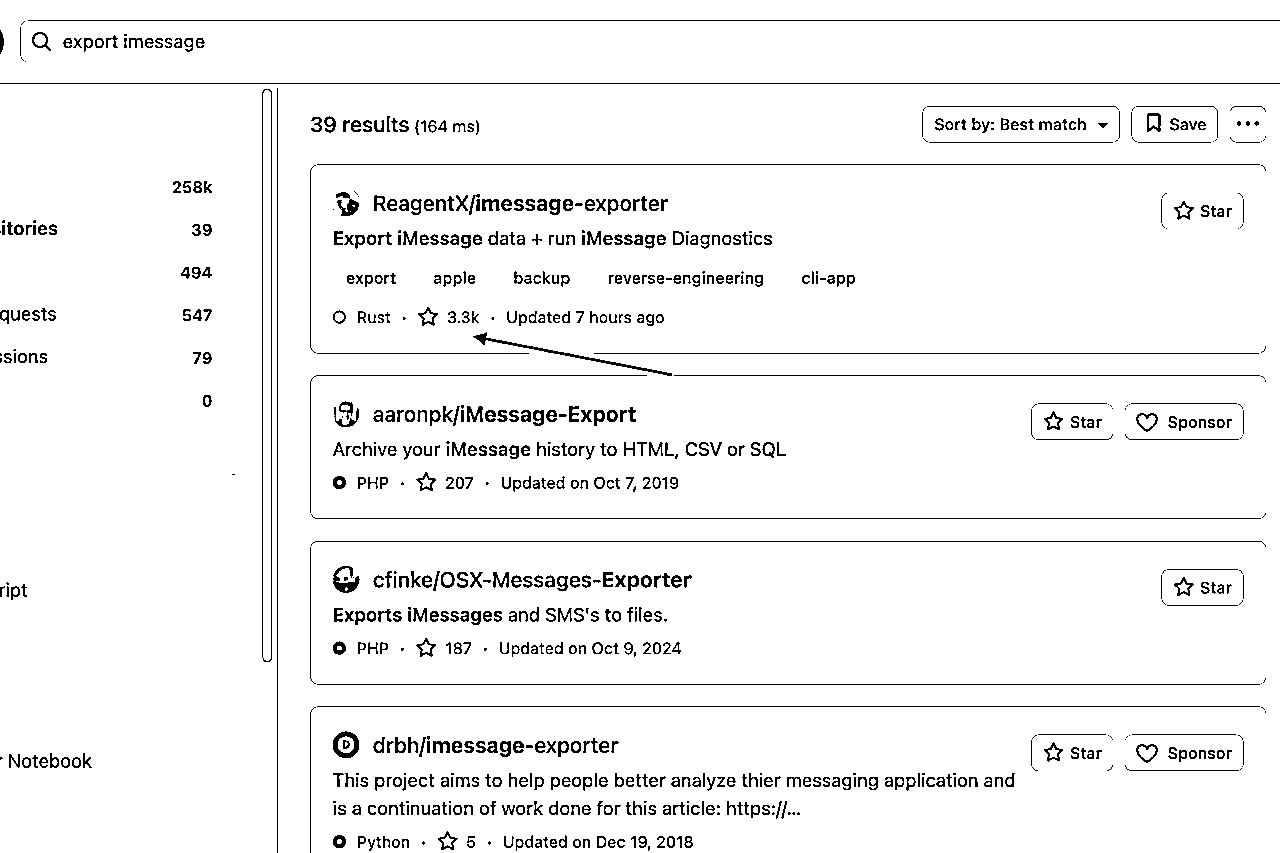 export imessage
39 results (164 ms)
Sort by: Best match
Save
258k
itories 39
494
quests 547
ssions 79
0
ript
r Notebook
ReagentX/imessage-exporter
Star
Export iMessage data + run iMessage Diagnostics
export apple backup reverse-engineering cli-app
Rust · 3.3k · Updated 7 hours ago
aaronpk/iMessage-Export
Star Sponsor
Archive your iMessage history to HTML, CSV or SQL
PHP · 207 · Updated on Oct 7, 2019
cfinke/OSX-Messages-Exporter
Star
Exports iMessages and SMS's to files.
PHP · 187 · Updated on Oct 9, 2024
drbh/imessage-exporter
Star Sponsor
This project aims to help people better analyze thier messaging application and
is a continuation of work done for this article: https://...
Python · 5 · Updated on Dec 19, 2018